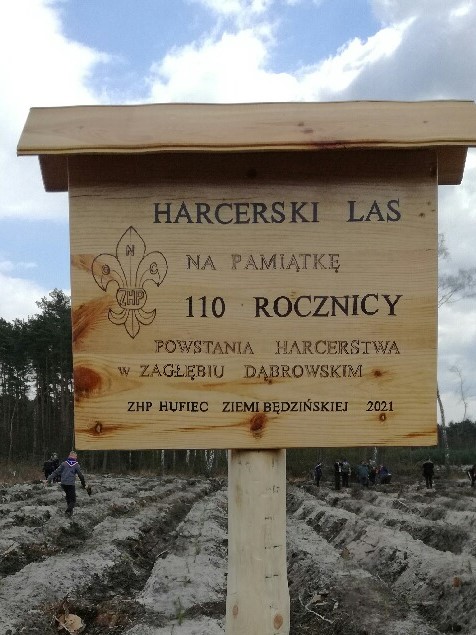 HARCERSKI LAS
NA PAMIĄTKĘ
110 ROCZNICY
POWSTANIA HARCERSTWA
W ZAGŁĘBIU DĄBROWSKIM
ZHP HUFIEC ZIEMI BĘDZIŃSKIEJ 2021
O N C
ZHP